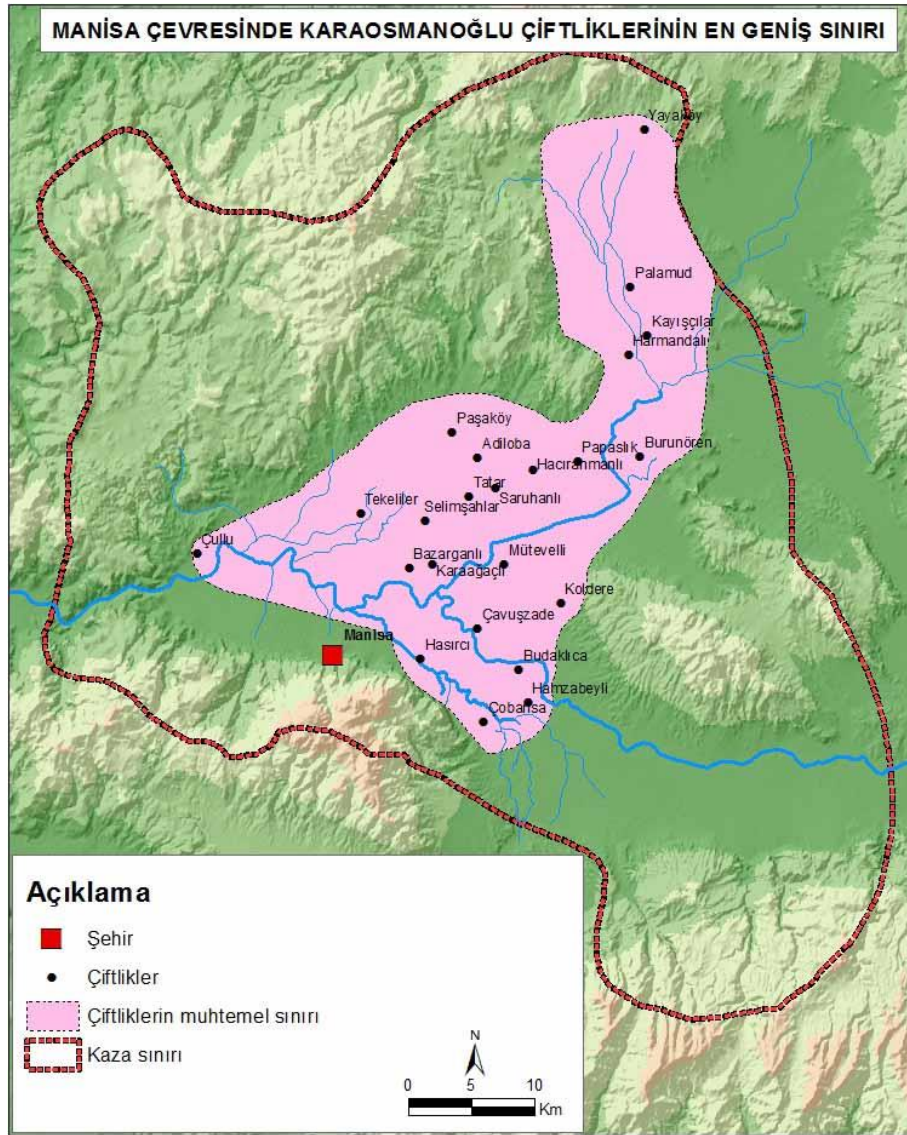 MANİSA ÇEVRESİNDE KARAOSMANOĞLU ÇİFTLİKLERİNİN EN GENİŞ SINIRI
Yayaköy
Palamud
Kayışçılar
Harmandalı
Paşaköy
Adiloba
Papaslık
Burunören
Hacırahmanlı
Tatar
Saruhanlı
Tekeliler
Selimşahlar
Çullu
Bazarganlı
Mütevelli
Karaağaçlı
Koldere
Çavuşzade
Manisa
Hasırcı
Budaklıca
Hamzabeyli
Çobanisa
Açıklama
Şehir
Çiftlikler
Çiftliklerin muhtemel sınırı
Kaza sınırı
N
0 5 10
Km